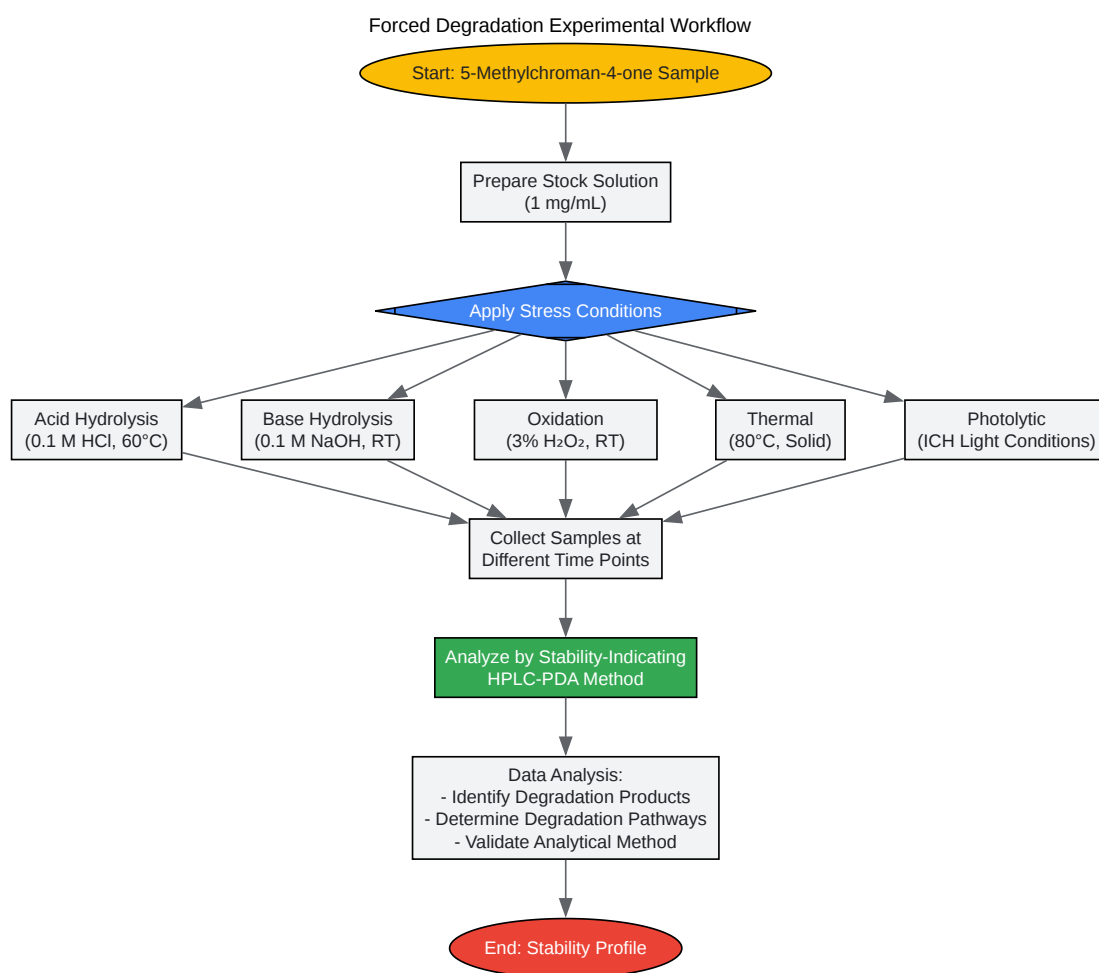 Forced Degradation Experimental Workflow
Start: 5-Methylchroman-4-one Sample
Prepare Stock Solution
(1 mg/mL)
Apply Stress Conditions
Acid Hydrolysis
(0.1 M HCl, 60°C)
Base Hydrolysis
(0.1 M NaOH, RT)
Oxidation
(3% H₂O₂, RT)
Thermal
(80°C, Solid)
Photolytic
(ICH Light Conditions)
Collect Samples at
Different Time Points
Analyze by Stability-Indicating
HPLC-PDA Method
Data Analysis:
- Identify Degradation Products
- Determine Degradation Pathways
- Validate Analytical Method
End: Stability Profile